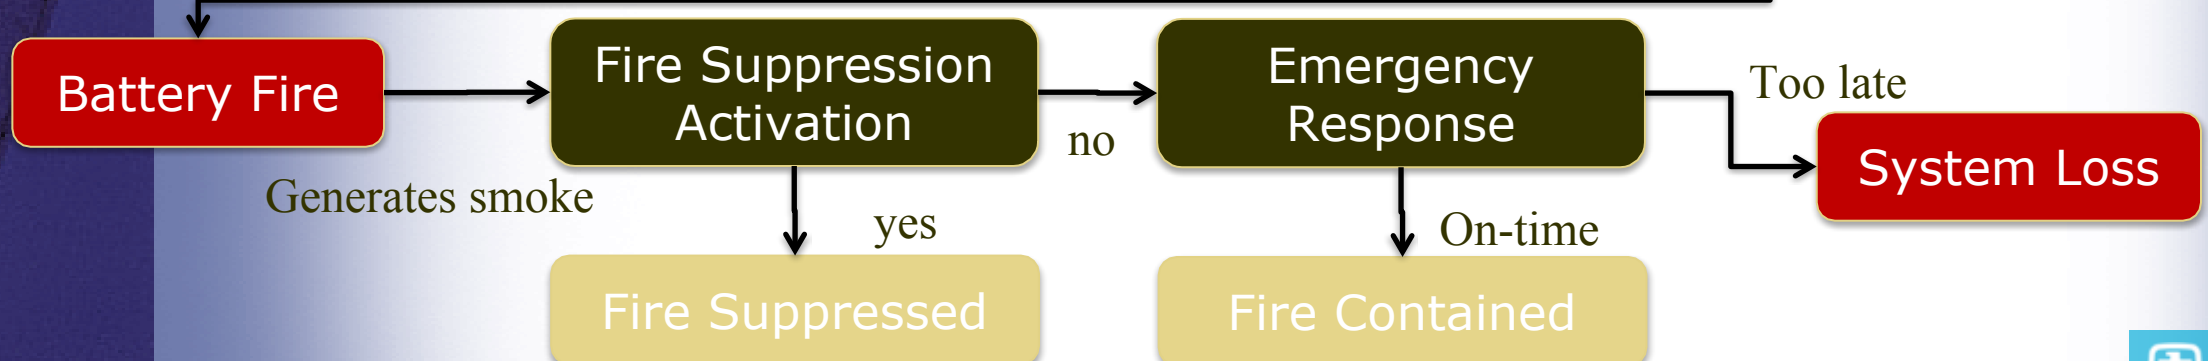 Battery Fire
Generates smoke
Fire Suppression
Activation
no
yes
Fire Suppressed
Emergency
Response
Too late
On-time
Fire Contained
System Loss